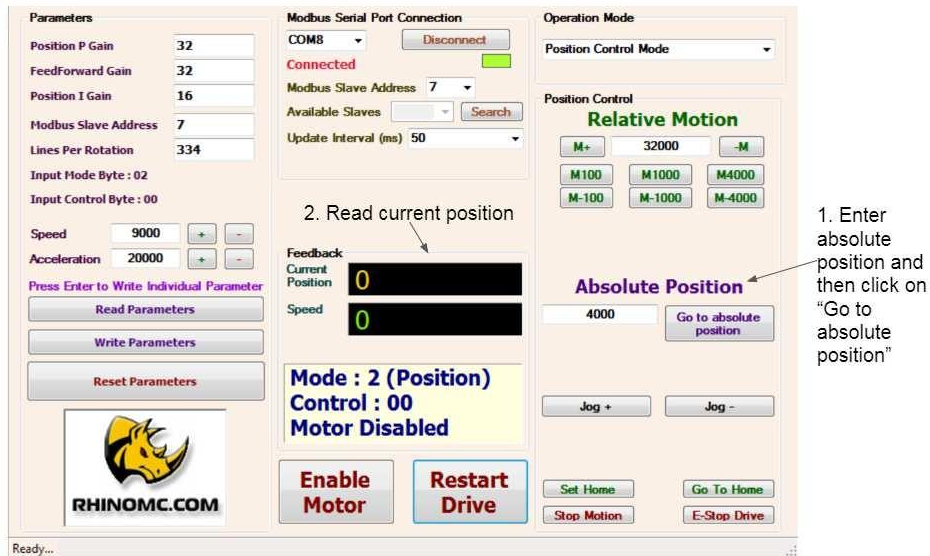 Parameters
Position P Gain 32
FeedForward Gain 32
Position I Gain 16
Modbus Slave Address 7
Lines Per Rotation 334
Input Mode Byte : 02
Input Control Byte : 00
Speed 9000 + -
Acceleration 20000 + -
Press Enter to Write Individual Parameter
Read Parameters
Write Parameters
Reset Parameters
RHINOMC.COM
Modbus Serial Port Connection
COM8 Disconnect
Connected
Modbus Slave Address 7
Available Slaves Search
Update Interval (ms) 50
2. Read current position
Feedback
Current
Position 0
Speed 0
Mode : 2 (Position)
Control : 00
Motor Disabled
Enable
Motor
Restart
Drive
Operation Mode
Position Control Mode
Position Control
Relative Motion
M+ 32000 -M
M100 M1000 M4000
M-100 M-1000 M-4000
Absolute Position
4000 Go to absolute
position
Jog + Jog -
Set Home Go To Home
Stop Motion E-Stop Drive
1. Enter
absolute
position and
then click on
“Go to
absolute
position”
Ready...